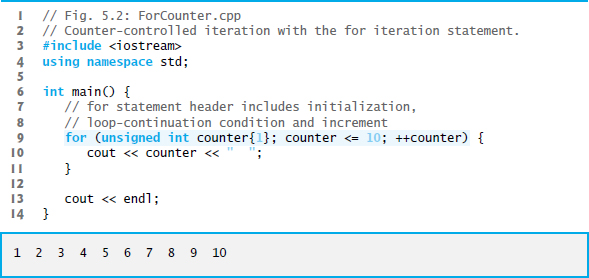 1 // Fig. 5.2: ForCounter.cpp
2 // Counter-controlled iteration with the for iteration statement.
3 #include <iostream>
4 using namespace std;
5
6 int main() {
7    // for statement header includes initialization,
8    // loop-continuation condition and increment
9    for (unsigned int counter{1}; counter <= 10; ++counter) {
10       cout << counter << "  ";
11    }
12
13    cout << endl;
14 }
1  2  3  4  5  6  7  8  9  10